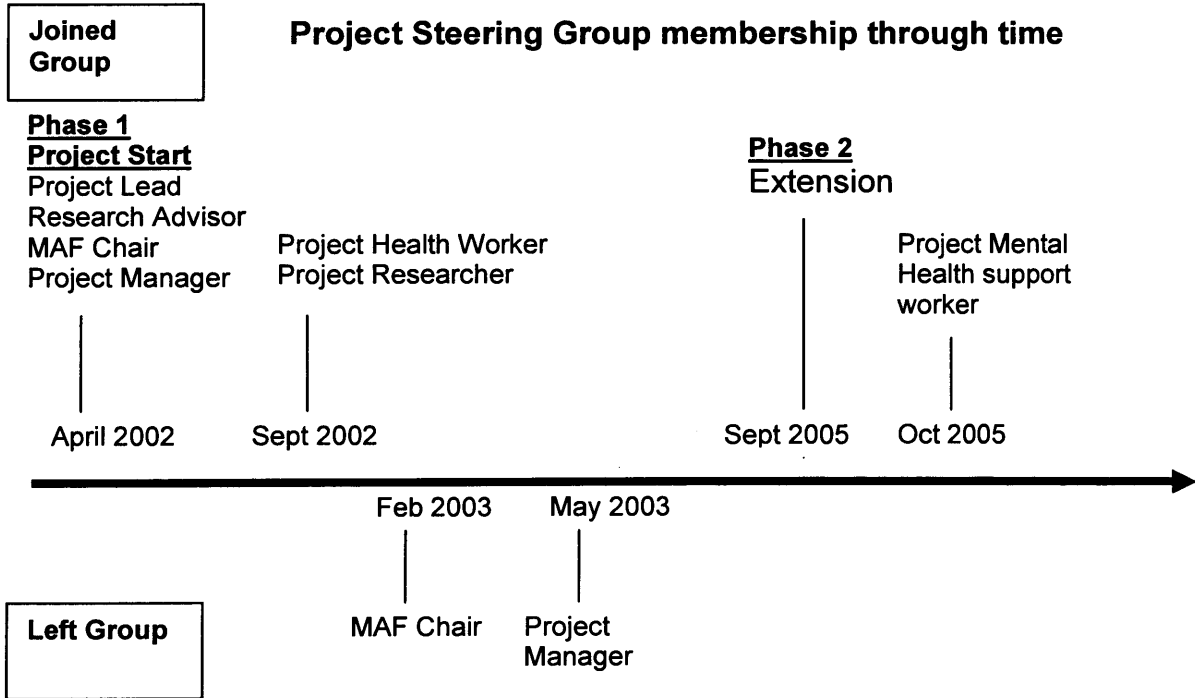 Joined
Group
Project Steering Group membership through time
Phase 1
Project Start
Project Lead
Research Advisor
MAF Chair
Project Manager
Project Health Worker
Project Researcher
Phase 2
Extension
Project Mental
Health support
worker
April 2002
Sept 2002
Sept 2005
Oct 2005
Feb 2003
May 2003
MAF Chair
Project
Manager
Left Group